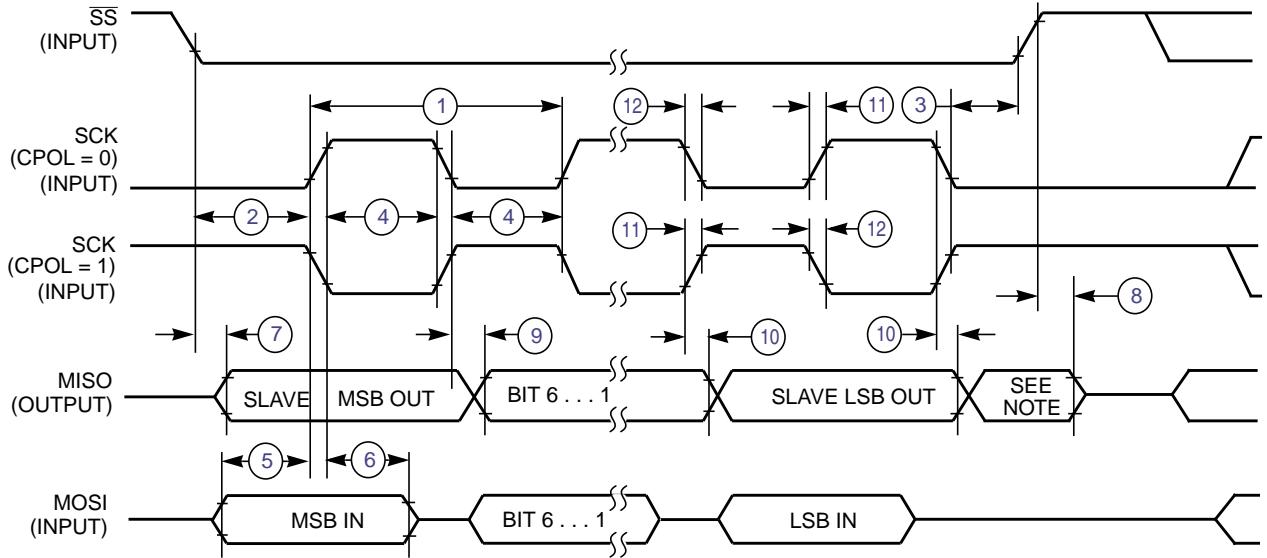 SS
(INPUT)
1
12
11
3
SCK
(CPOL = 0)
(INPUT)
2
4
4
11
12
SCK
(CPOL = 1)
(INPUT)
7
9
10
10
8
MISO
(OUTPUT)
SLAVE MSB OUT
BIT 6 . . . 1
SLAVE LSB OUT
SEE
NOTE
5
6
MOSI
(INPUT)
MSB IN
BIT 6 . . . 1
LSB IN